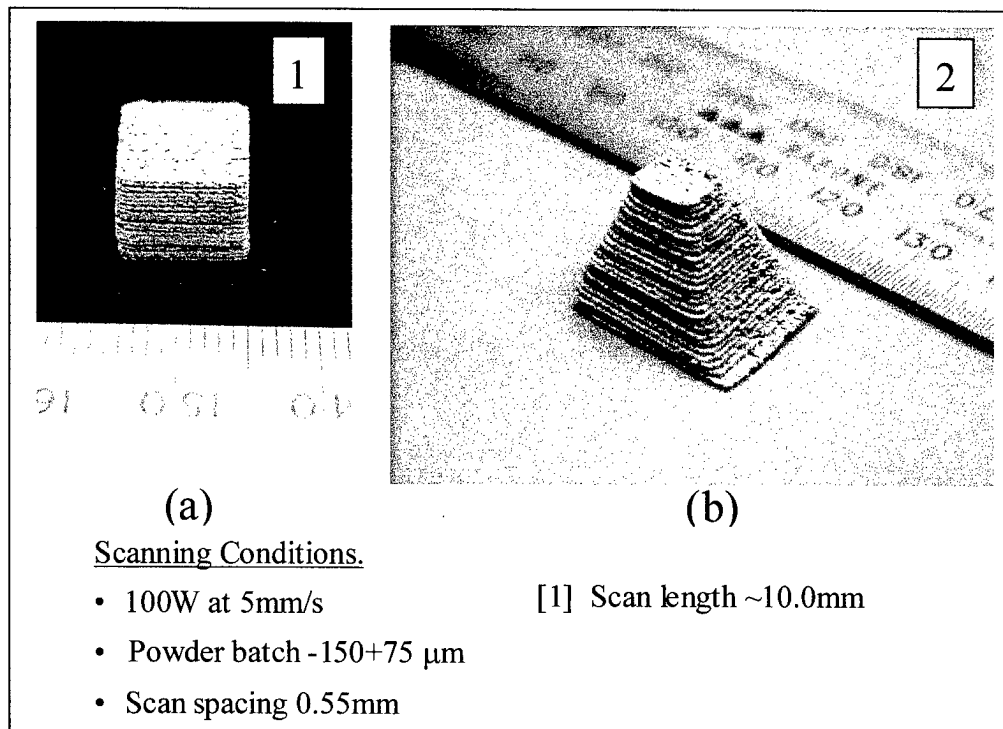 1
2
130
(a)
(b)
Scanning Conditions.
• 100W at 5mm/s
[1] Scan length ~10.0mm
• Powder batch -150+75 μm
• Scan spacing 0.55mm